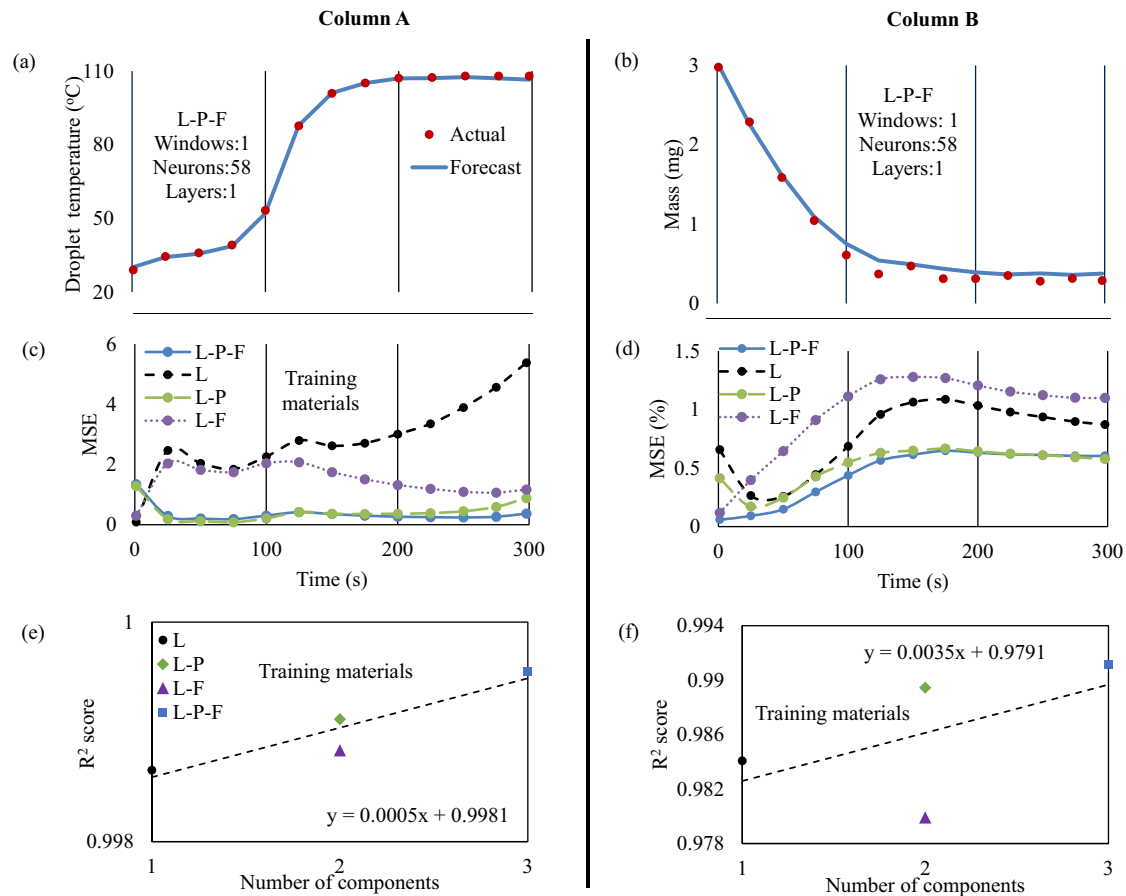 Column A
Column B
(a)
110
80
50
20
Droplet temperature (°C)
L-P-F
Windows:1
Neurons:58
Layers:1
Actual
Forecast
(b)
3
2
1
0
Mass (mg)
L-P-F
Windows: 1
Neurons:58
Layers:1
(c)
6
4
2
0
MSE
L-P-F
L
L-P
L-F
Training
materials
0
100
200
300
Time (s)
(d)
1.5
1
0.5
0
MSE (%)
L-P-F
L
L-P
L-F
0
100
200
300
Time (s)
(e)
1
0.998
R² score
L
L-P
L-F
L-P-F
Training materials
y = 0.0005x + 0.9981
1
2
3
Number of components
(f)
0.994
0.99
0.986
0.982
0.978
R² score
y = 0.0035x + 0.9791
Training materials
1
2
3
Number of components